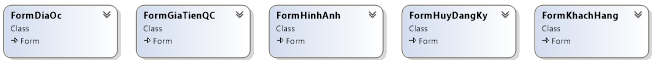 FormDiaOc
Class
Form
FormGiaTienQC
Class
Form
FormHinhAnh
Class
Form
FormHuyDangKy
Class
Form
FormKhachHang
Class
Form